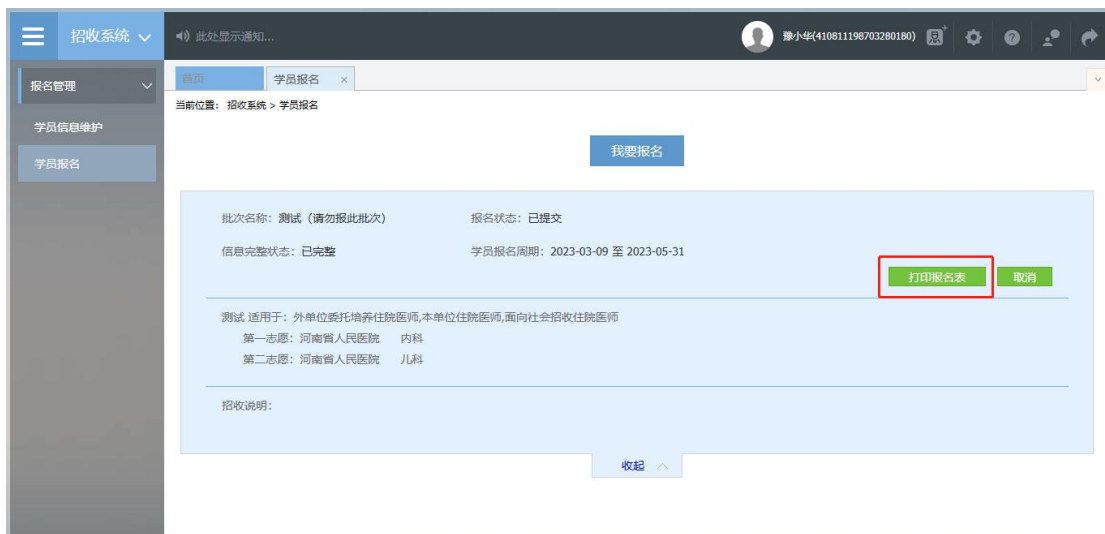 招收系统
此处显示通知...
豫小华(410811198703280180)
报名管理
学员信息维护
学员报名
首页
学员报名 ×
当前位置: 招收系统 > 学员报名
我要报名
批次名称: 测试 (请勿报此批次) 报名状态: 已提交
信息完整状态: 已完整 学员报名周期: 2023-03-09 至 2023-05-31
打印报名表 取消
测试 适用于: 外单位委托培养住院医师,本单位住院医师,面向社会招收住院医师
第一志愿: 河南省人民医院 内科
第二志愿: 河南省人民医院 儿科
招收说明:
收起